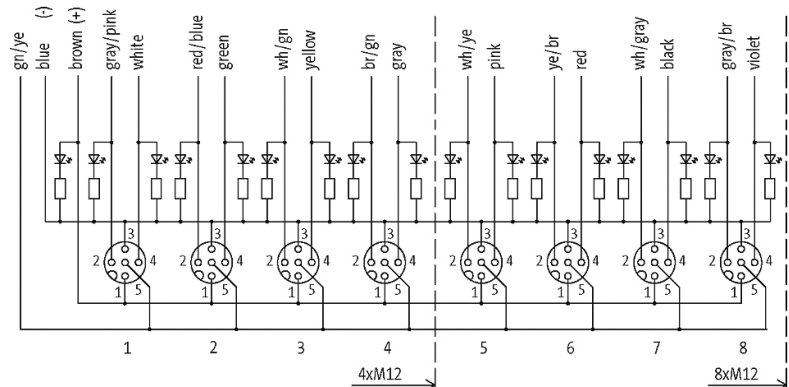 gn/ye
blue (-)
brown (+)
gray/pink
white
red/blue
green
wh/gn
yellow
br/gn
gray
wh/ye
pink
ye/br
red
wh/gray
black
gray/br
violet
3 3 3 3 3 3 3 3
2 4 2 4 2 4 2 4 2 4 2 4 2 4 2 4
1 5 1 5 1 5 1 5 1 5 1 5 1 5 1 5
1 2 3 4 5 6 7 8
4xM12 8xM12